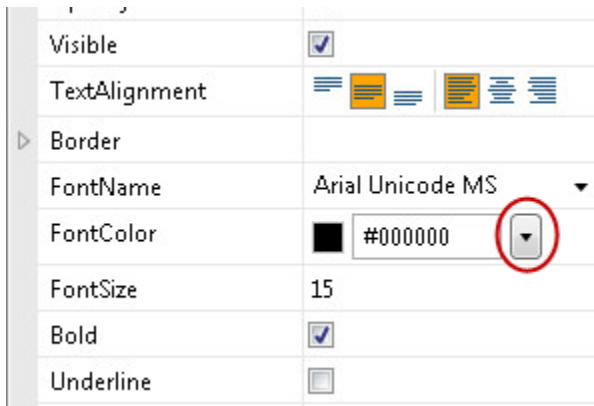 Visible
TextAlignment
Border
FontName Arial Unicode MS
FontColor #000000
FontSize 15
Bold
Underline